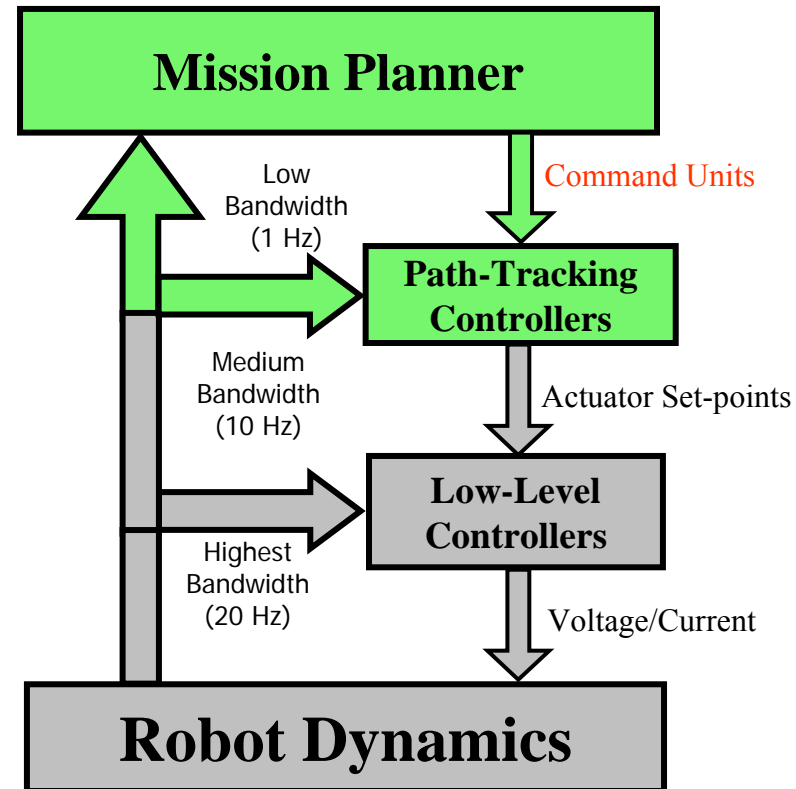 Mission Planner
Low
Bandwidth
(1 Hz)
Command Units
Path-Tracking
Controllers
Medium
Bandwidth
(10 Hz)
Actuator Set-points
Low-Level
Controllers
Highest
Bandwidth
(20 Hz)
Voltage/Current
Robot Dynamics